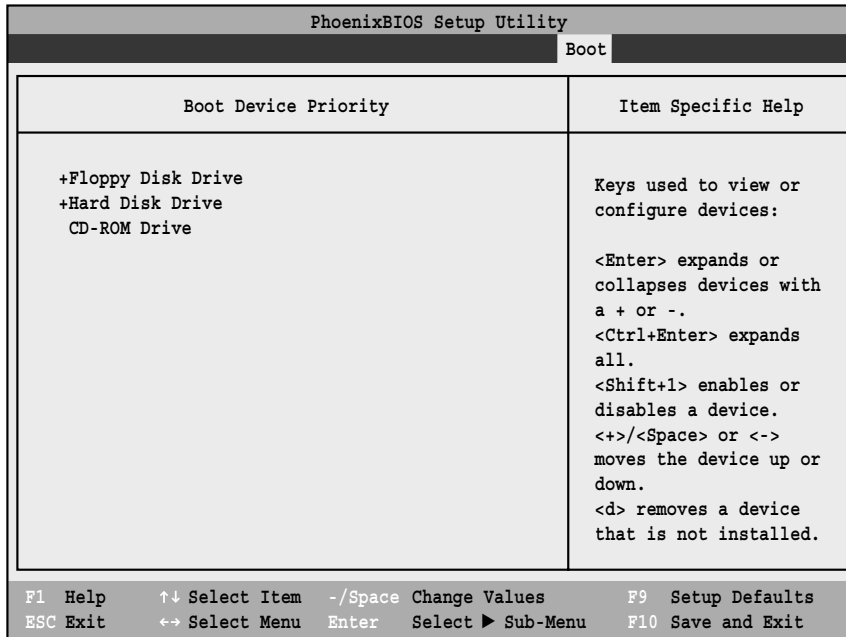 PhoenixBIOS Setup Utility
Boot
Boot Device Priority
Item Specific Help
+Floppy Disk Drive
+Hard Disk Drive
CD-ROM Drive
Keys used to view or
configure devices:
<Enter> expands or
collapses devices with
a + or -.
<Ctrl+Enter> expands
all.
<Shift+1> enables or
disables a device.
<+>/<Space> or <->
moves the device up or
down.
<d> removes a device
that is not installed.
F1 Help ↑↓ Select Item -/Space Change Values F9 Setup Defaults
ESC Exit ←→ Select Menu Enter Select ▶ Sub-Menu F10 Save and Exit